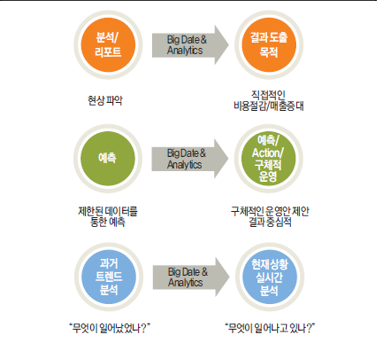 분석/
리포트
Big Date &
Analytics
결과 도출
목적
현상 파악
직접적인
비용절감/매출증대
예측
Big Date &
Analytics
예측/
Action/
구체적
운영
제한된 데이터를
통한 예측
구체적인 운영안 제안
결과 중심적
과거
트렌드
분석
Big Date &
Analytics
현재상황
실시간
분석
“무엇이 일어났었나?”
“무엇이 일어나고 있나?”